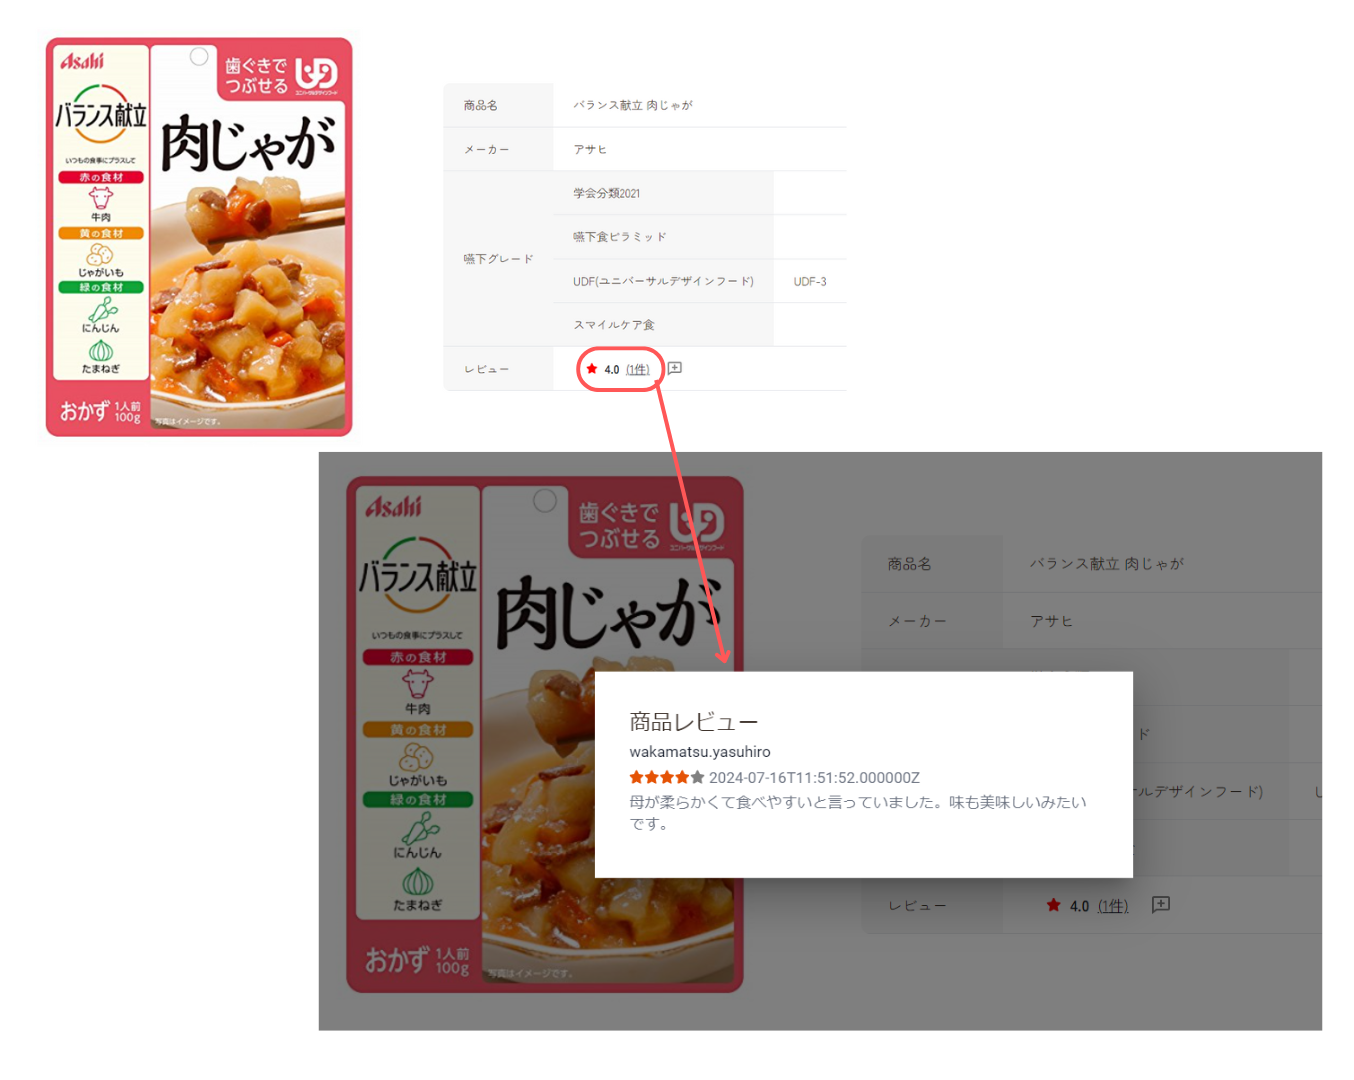 Asahi
バランス献立
いつもの食事にプラスして
赤の食材
牛肉
黄の食材
じゃがいも
緑の食材
にんじん
たまねぎ
歯ぐきで
つぶせる
ユニバーサルデザインフード
肉じゃが
おかず 1人前
100g
写真はイメージです。
商品名 バランス献立 肉じゃが
メーカー アサヒ
嚥下グレード
学会分類2021
嚥下食ピラミッド
UDF(ユニバーサルデザインフード) UDF-3
スマイルケア食
レビュー ★ 4.0 (1件)
Asahi
バランス献立
いつもの食事にプラスして
赤の食材
牛肉
黄の食材
じゃがいも
緑の食材
にんじん
たまねぎ
歯ぐきで
つぶせる
ユニバーサルデザインフード
肉じゃが
おかず 1人前
100g
写真はイメージです。
商品名 バランス献立 肉じゃが
メーカー アサヒ
ド
ルデザインフード) U
商品レビュー
wakamatsu.yasuhiro
★★★★★ 2024-07-16T11:51:52.000000Z
母が柔らかくて食べやすいと言っていました。味も美味しいみたい
です。
レビュー ★ 4.0 (1件)